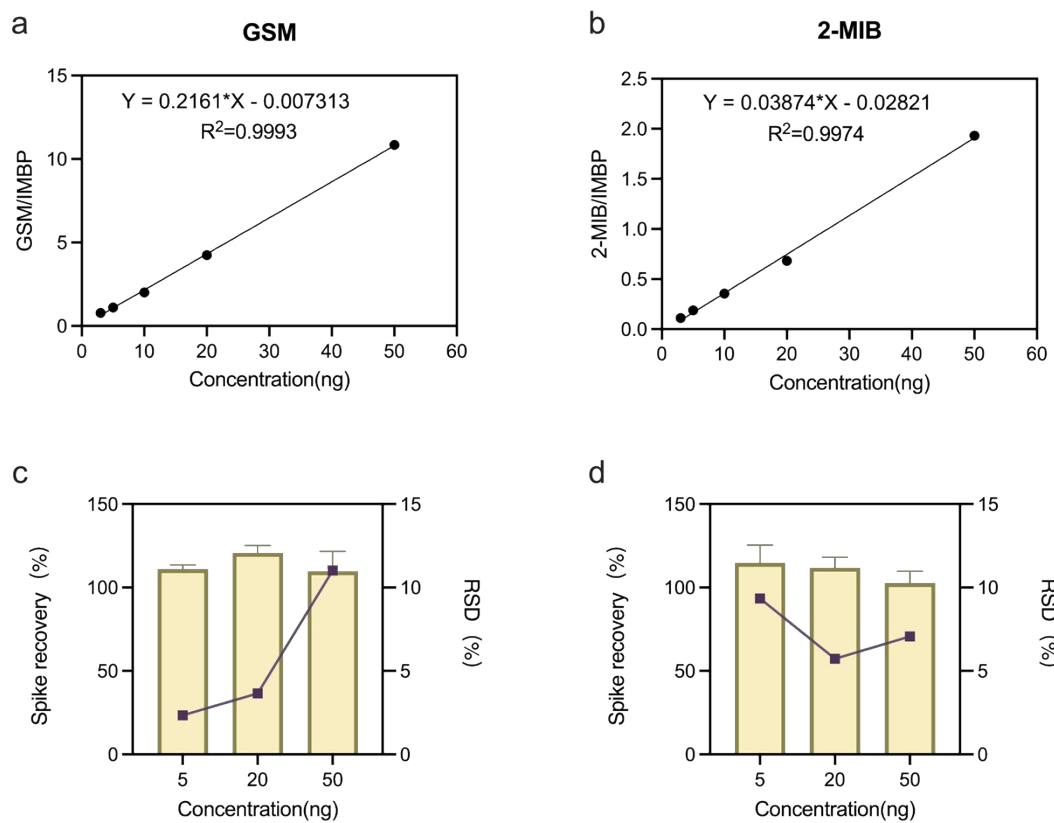 a
GSM
15
10
5
0
GSM/IMBP
Y = 0.2161*X - 0.007313
R²=0.9993
0 10 20 30 40 50 60
Concentration(ng)
b
2-MIB
2.5
2.0
1.5
1.0
0.5
0.0
2-MIB/IMBP
Y = 0.03874*X - 0.02821
R²=0.9974
0 10 20 30 40 50 60
Concentration(ng)
c
150
100
50
0
Spike recovery (%)
15
10
5
0
RSD (%)
5 20 50
Concentration(ng)
d
150
100
50
0
Spike recovery (%)
15
10
5
0
RSD (%)
5 20 50
Concentration(ng)